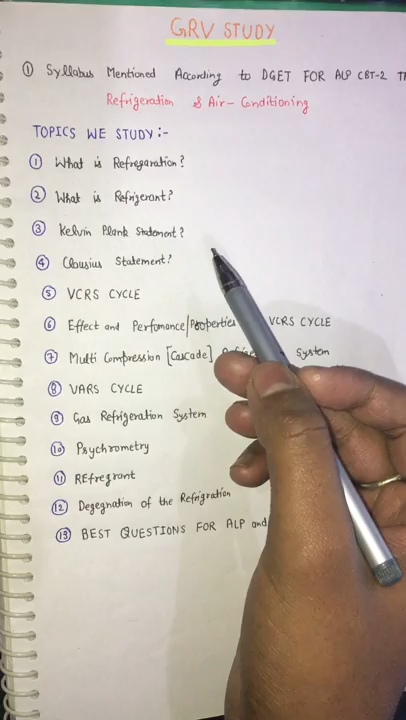 GRV STUDY
① Syllabus Mentioned According to DGET FOR ALP CBT-2
Refrigeration & Air-Conditioning
TOPICS WE STUDY:-
① What is Refregaration?
② What is Refrigerant?
③ Kelvin Plank Statement?
④ Clausius Statement?
⑤ VCRS CYCLE
⑥ Effect and Perfomance/Properties VCRS CYCLE
⑦ Multi Compression [Cascade] System
⑧ VARS CYCLE
⑨ Gas Refrigeration System
⑩ Psychrometry
⑪ REfregrant
⑫ Degegnation of the Refrigration
⑬ BEST QUESTIONS FOR ALP and